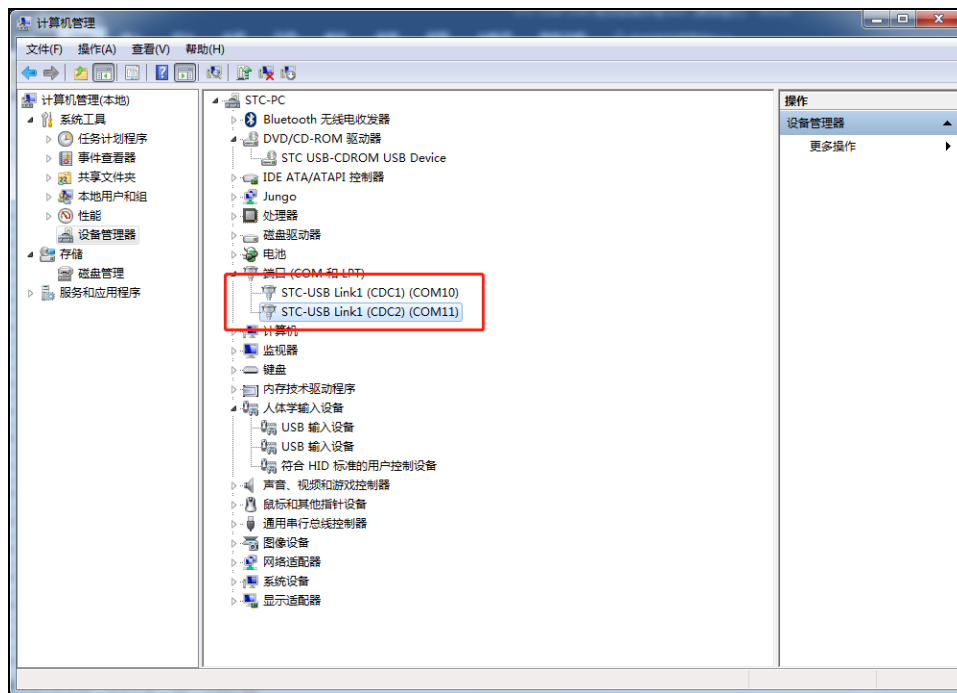 计算机管理
文件(F) 操作(A) 查看(V) 帮助(H)
计算机管理(本地)
系统工具
任务计划程序
事件查看器
共享文件夹
本地用户和组
性能
设备管理器
存储
磁盘管理
服务和应用程序
STC-PC
Bluetooth 无线电收发器
DVD/CD-ROM 驱动器
STC USB-CDROM USB Device
IDE ATA/ATAPI 控制器
Jungo
处理器
磁盘驱动器
电池
端口 (COM 和 LPT)
STC-USB Link1 (CDC1) (COM10)
STC-USB Link1 (CDC2) (COM11)
计算机
监视器
键盘
内存技术驱动程序
人体学输入设备
USB 输入设备
USB 输入设备
符合 HID 标准的用户控制设备
声音、视频和游戏控制器
鼠标和其他指针设备
通用串行总线控制器
图像设备
网络适配器
系统设备
显示适配器
操作
设备管理器
更多操作